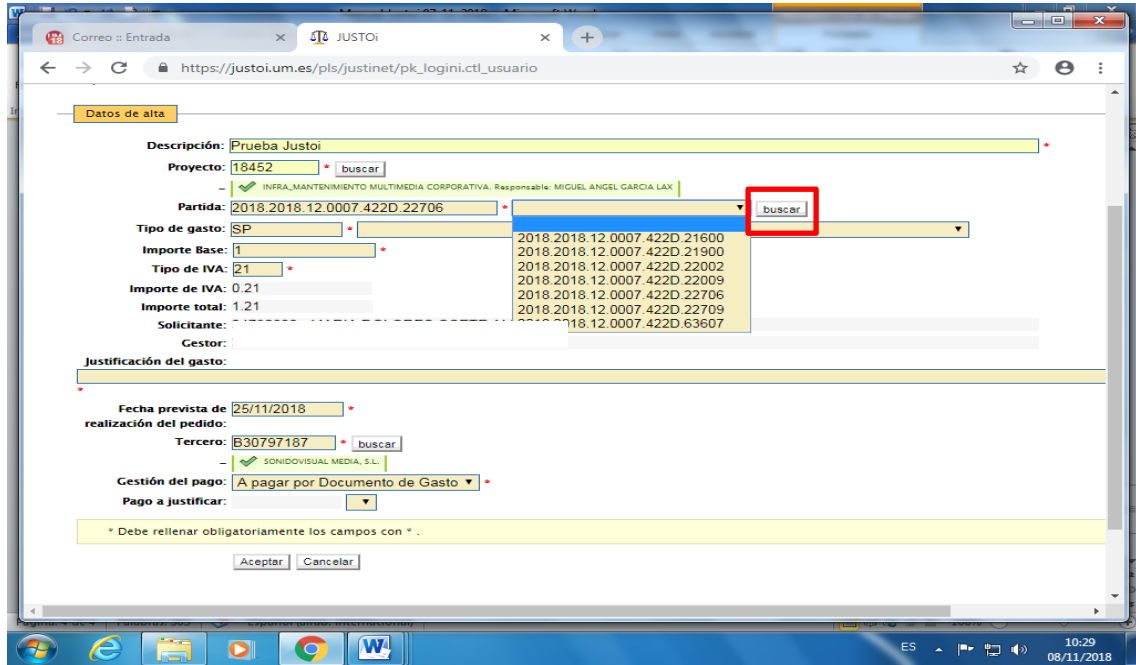 Correo :: Entrada
JUSTOi
https://justoi.um.es/pls/justinet/pk_logini.ctl_usuario
Datos de alta
Descripción: Prueba Justoi *
Proyecto: 18452 * buscar
INFRA_MANTENIMIENTO MULTIMEDIA CORPORATIVA. Responsable: MIGUEL ANGEL GARCIA LAX
Partida: 2018.2018.12.0007.422D.22706 * buscar
Tipo de gasto: SP *
2018.2018.12.0007.422D.21600
2018.2018.12.0007.422D.21900
2018.2018.12.0007.422D.22002
2018.2018.12.0007.422D.22009
2018.2018.12.0007.422D.22706
2018.2018.12.0007.422D.22709
018.12.0007.422D.63607
Importe Base: 1 *
Tipo de IVA: 21 *
Importe de IVA: 0.21
Importe total: 1.21
Solicitante:
Gestor:
Justificación del gasto:
*
Fecha prevista de 25/11/2018 *
realización del pedido:
Tercero: B30797187 * buscar
SONIDOVISUAL MEDIA, S.L.
Gestión del pago: A pagar por Documento de Gasto *
Pago a justificar:
* Debe rellenar obligatoriamente los campos con * .
Aceptar Cancelar
ES
10:29
08/11/2018